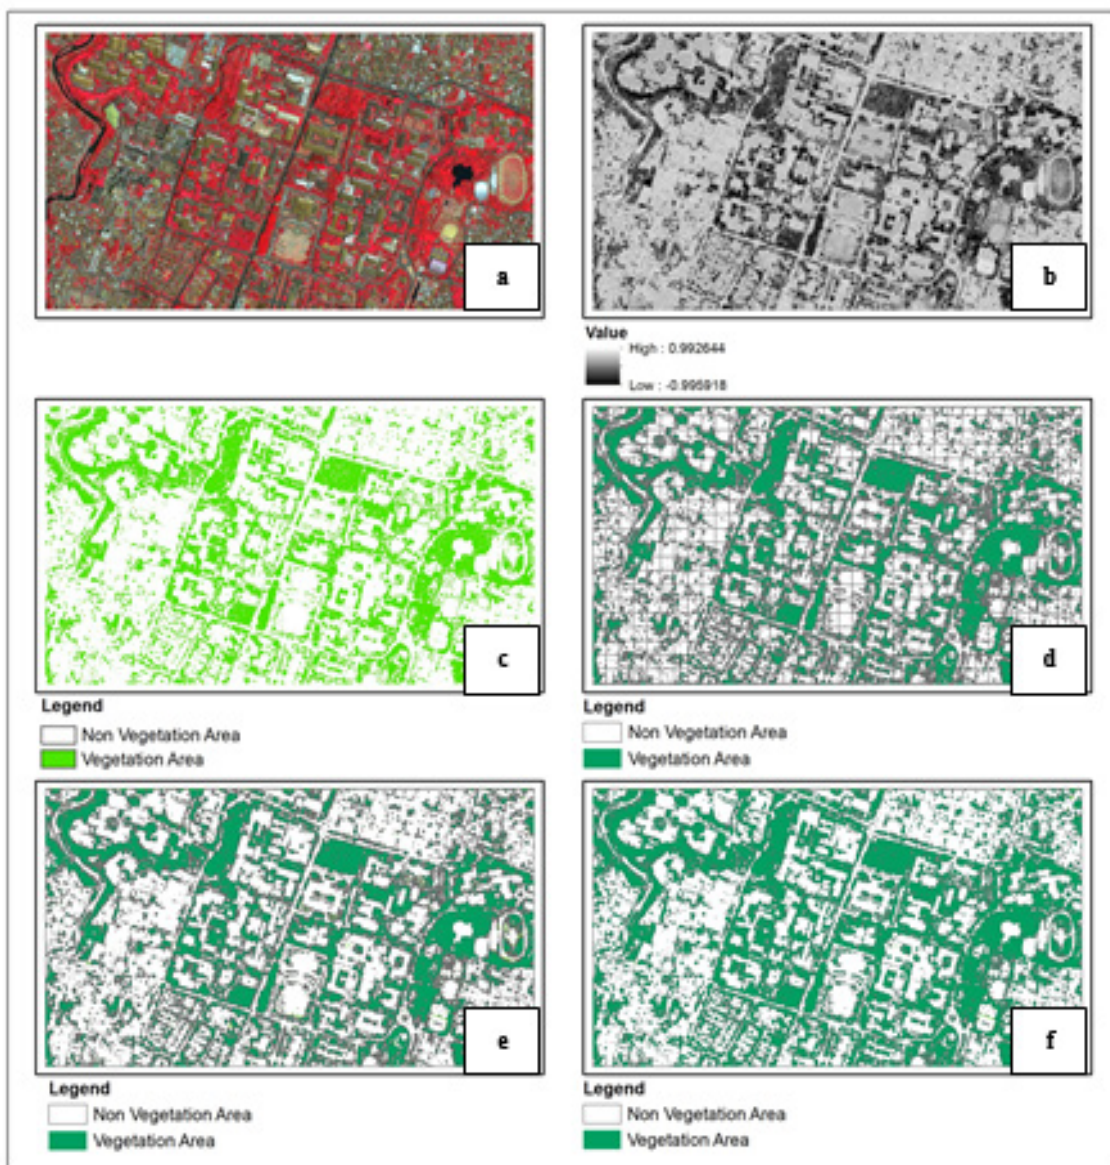 a
b
Value
High : 0.992644
Low : -0.995918
c
d
Legend
Non Vegetation Area
Vegetation Area
Legend
Non Vegetation Area
Vegetation Area
e
f
Legend
Non Vegetation Area
Vegetation Area
Legend
Non Vegetation Area
Vegetation Area